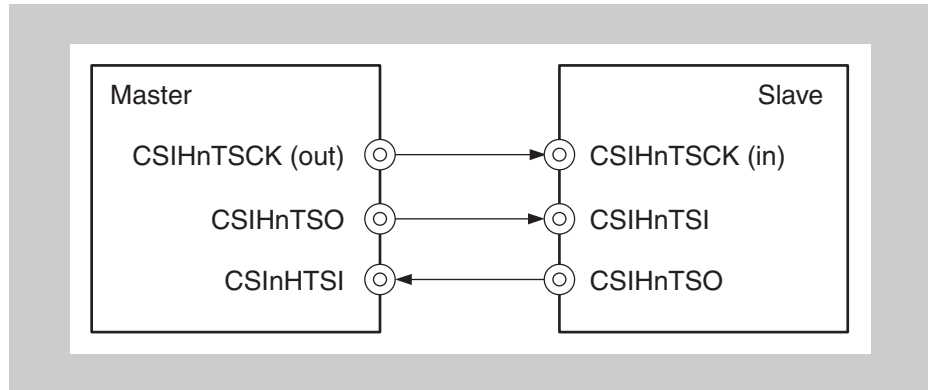 Master
Slave
CSIHnTSCK (out)
CSIHnTSCK (in)
CSIHnTSO
CSIHnTSI
CSInHTSI
CSIHnTSO